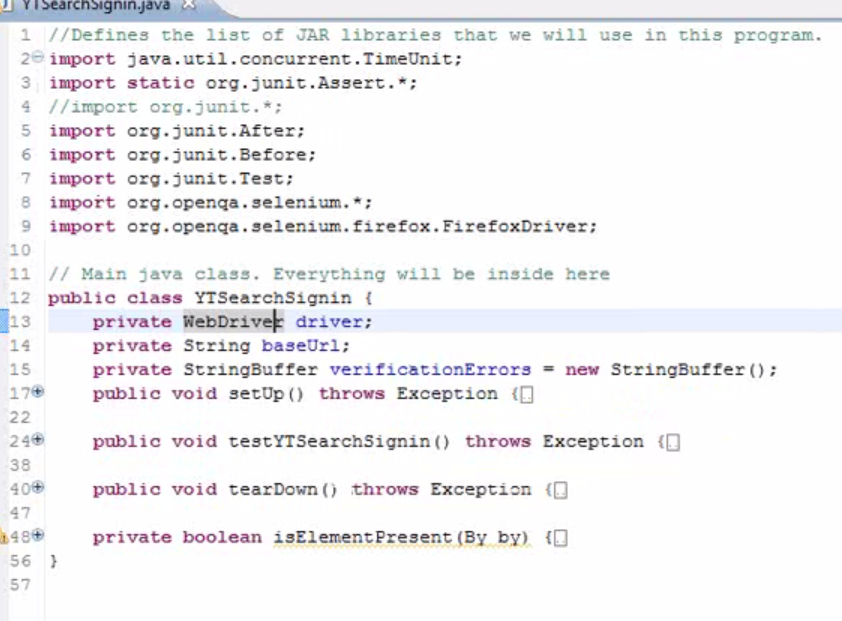 YTSearchSignin.java
1 //Defines the list of JAR libraries that we will use in this program.
2 import java.util.concurrent.TimeUnit;
3 import static org.junit.Assert.*;
4 //import org.junit.*;
5 import org.junit.After;
6 import org.junit.Before;
7 import org.junit.Test;
8 import org.openqa.selenium.*;
9 import org.openqa.selenium.firefox.FirefoxDriver;
10
11 // Main java class. Everything will be inside here
12 public class YTSearchSignin {
13 private WebDriver driver;
14 private String baseUrl;
15 private StringBuffer verificationErrors = new StringBuffer();
17 public void setUp() throws Exception {
22
24 public void testYTSearchSignin() throws Exception {
38
40 public void tearDown() throws Exception {
47
48 private boolean isElementPresent(By by) {
56 }
57